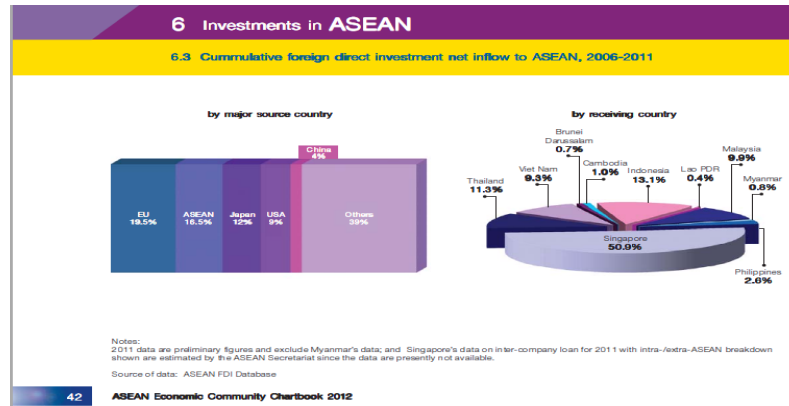 6 Investments in ASEAN
6.3 Cummulative foreign direct investment net inflow to ASEAN, 2006-2011
by major source country
China
4%
EU
19.5%
ASEAN
16.5%
Japan
12%
USA
9%
Others
39%
by receiving country
Thailand
11.3%
Viet Nam
9.3%
Brunei
Darussalam
0.7%
Cambodia
1.0%
Indonesia
13.1%
Lao PDR
0.4%
Malaysia
9.9%
Myanmar
0.8%
Singapore
50.9%
Philippines
2.6%
Notes:
2011 data are preliminary figures and exclude Myanmar's data; and Singapore's data on inter-company loan for 2011 with intra-/extra-ASEAN breakdown
shown are estimated by the ASEAN Secretariat since the data are presently not available.
Source of data: ASEAN FDI Database
42 ASEAN Economic Community Chartbook 2012